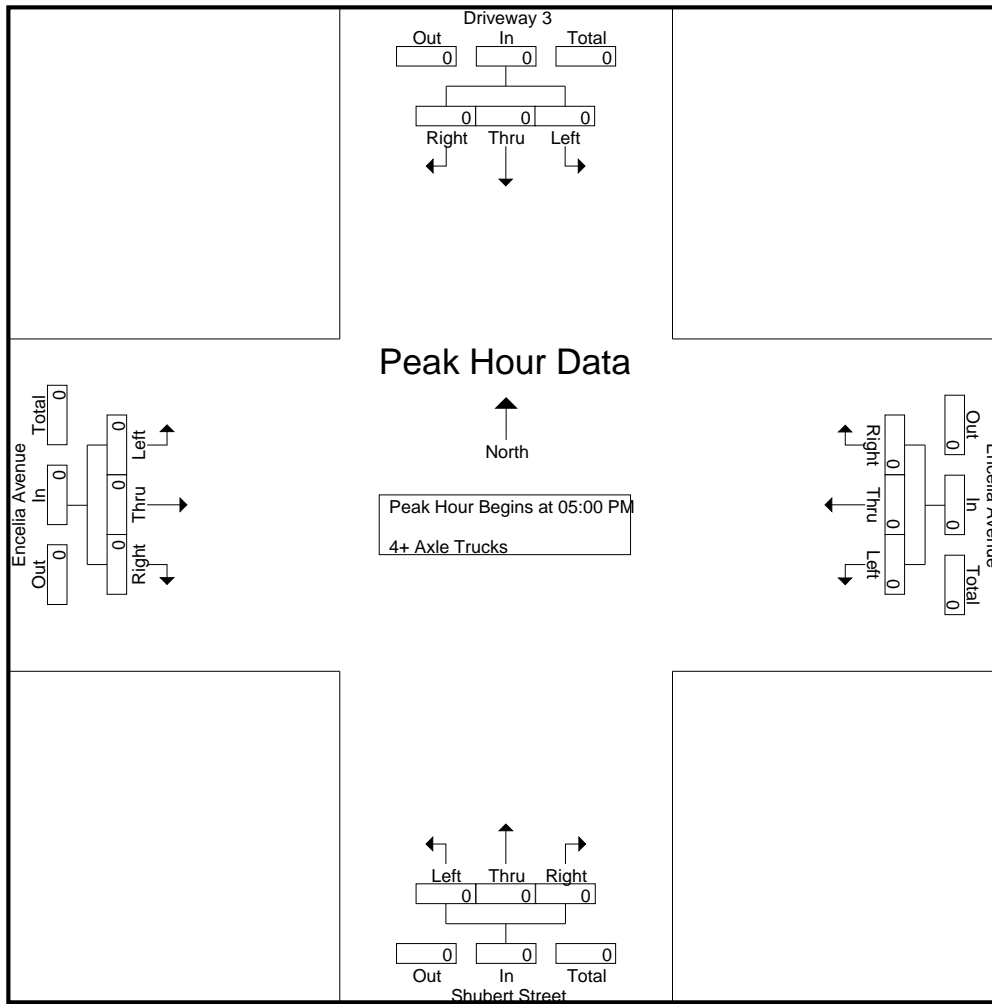 Driveway 3
Out In Total
0 0 0
0 0 0
Right Thru Left
Peak Hour Data
North
Peak Hour Begins at 05:00 PM
4+ Axle Trucks
Encelia Avenue
Out In Total
0 0 0
0 0 0
Right Thru Left
Encelia Avenue
Out In Total
0 0 0
0 0 0
Right Thru Left
Left Thru Right
0 0 0
0 0 0
Out In Total
Shubert Street